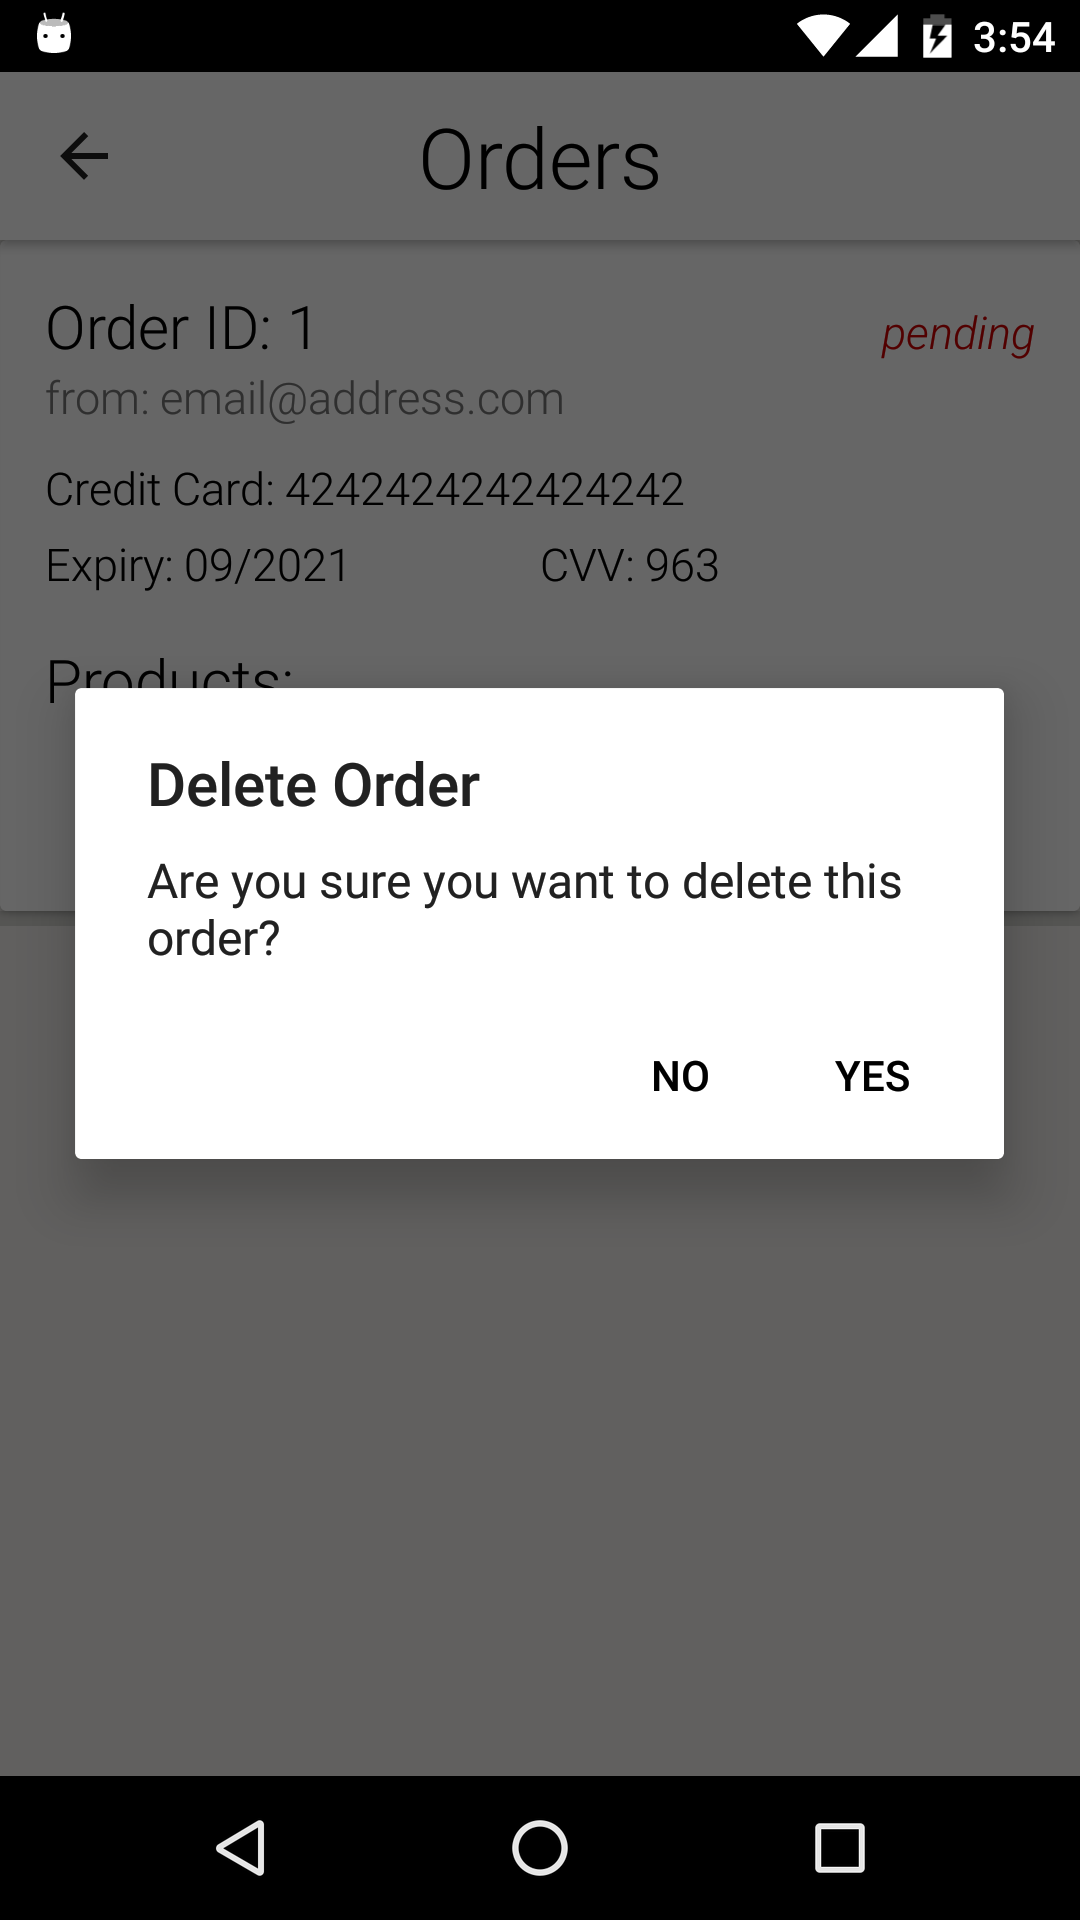 3:54
Orders
Order ID: 1
pending
from: email@address.com
Credit Card: 4242424242424242
Expiry: 09/2021
CVV: 963
Products:
Delete Order
Are you sure you want to delete this
order?
NO
YES